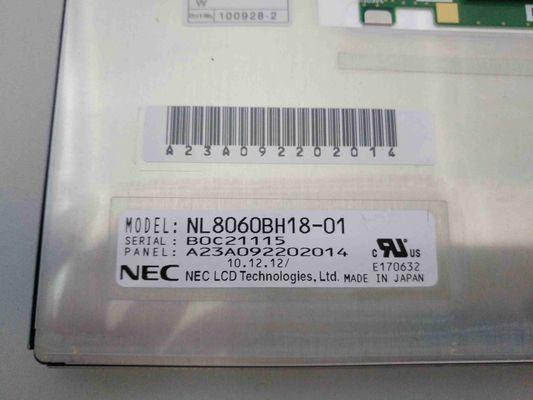 W
100928-2
A23A092202014
MODEL: NL8060BH18-01
SERIAL: B0C21115
PANEL: A23A092202014
10.12.12/
NEC NEC LCD Technologies, Ltd. MADE IN JAPAN
c RU us
E170632